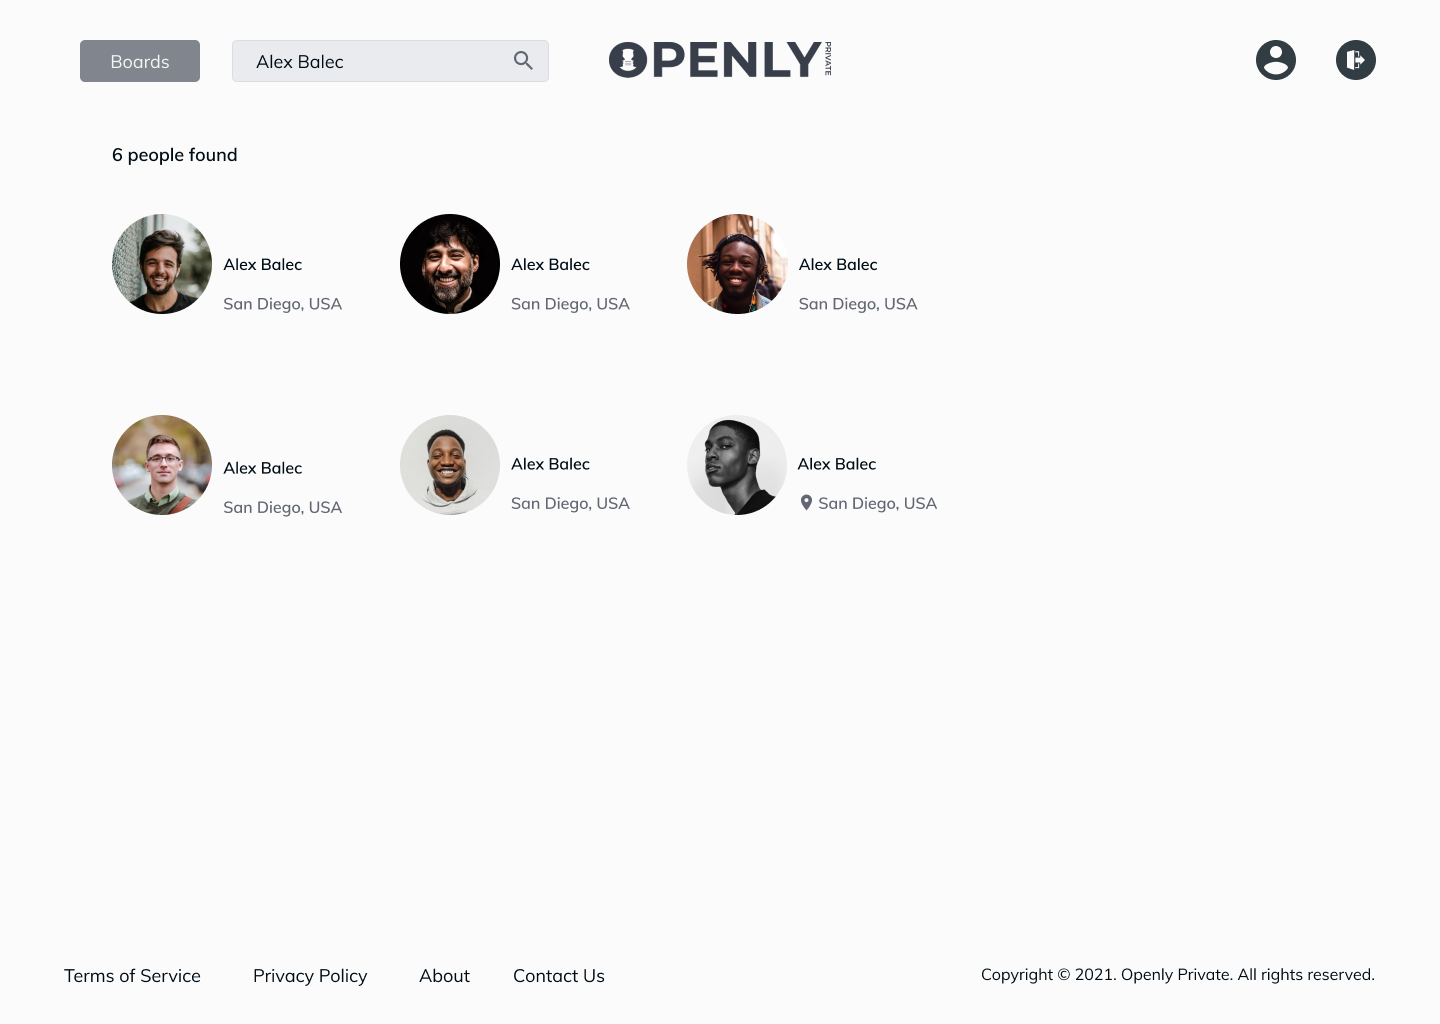 Boards
Alex Balec
OPENLY
PRIVATE
6 people found
Alex Balec
San Diego, USA
Alex Balec
San Diego, USA
Alex Balec
San Diego, USA
Alex Balec
San Diego, USA
Alex Balec
San Diego, USA
Alex Balec
San Diego, USA
Terms of Service
Privacy Policy
About
Contact Us
Copyright © 2021. Openly Private. All rights reserved.